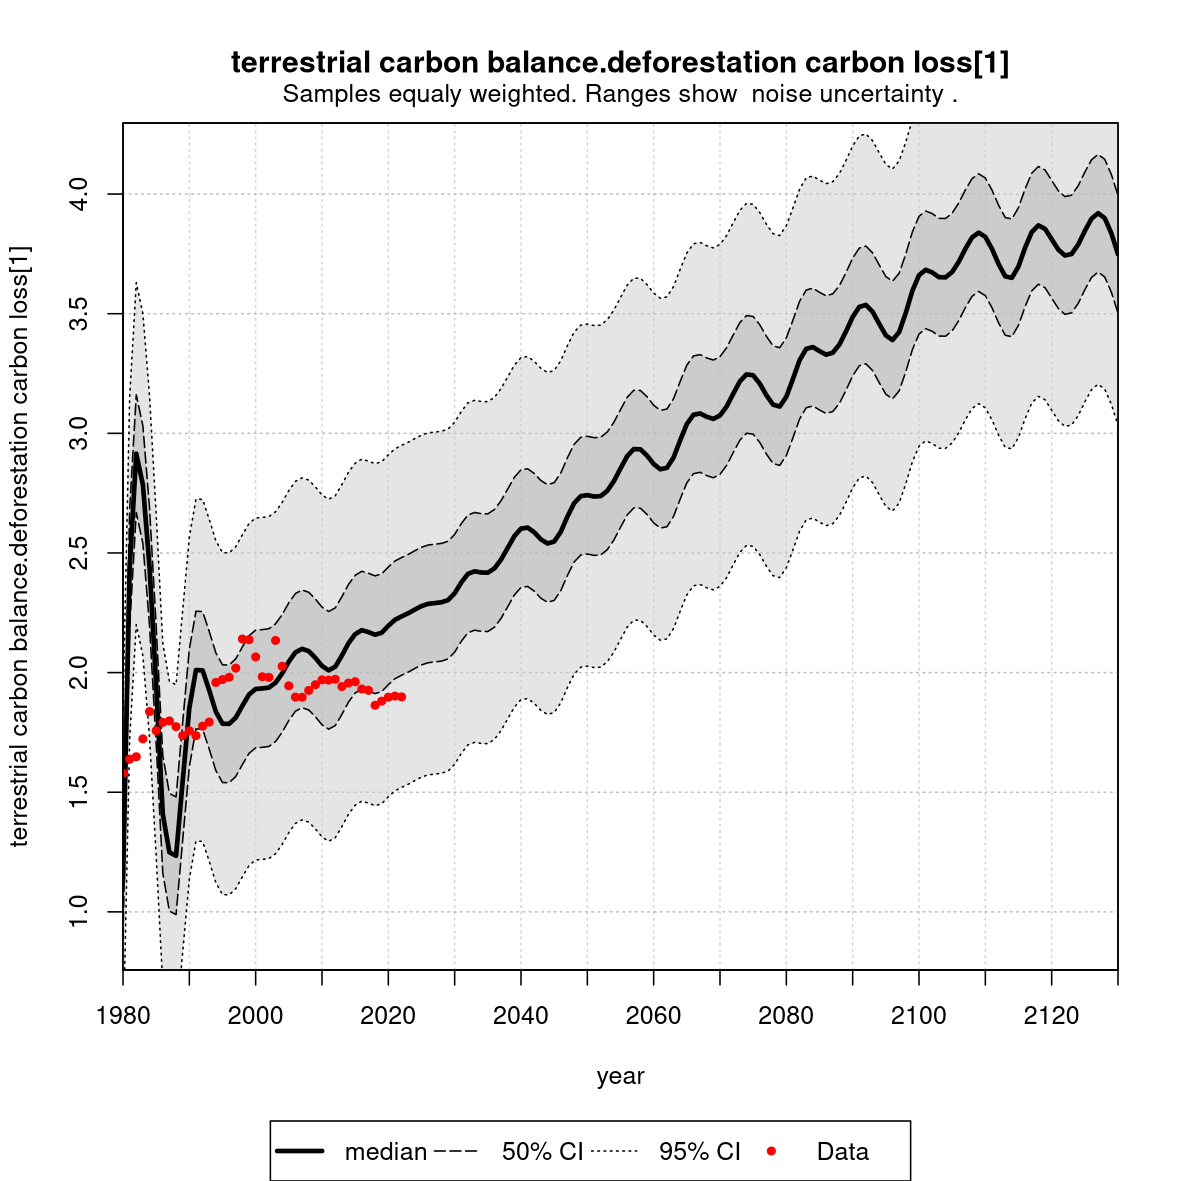 terrestrial carbon balance.deforestation carbon loss[1]
Samples equaly weighted. Ranges show  noise uncertainty .
terrestrial carbon balance.deforestation carbon loss[1]
4.0
3.5
3.0
2.5
2.0
1.5
1.0
1980 2000 2020 2040 2060 2080 2100 2120
year
median 50% CI 95% CI Data